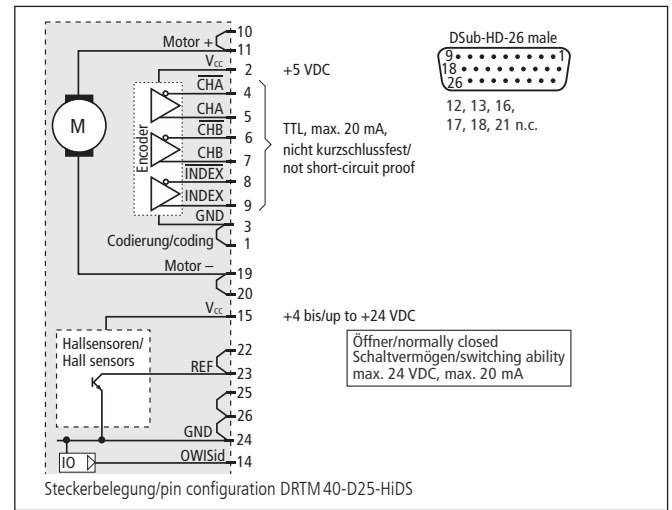 10
Motor +
11
Vcc
2
+5 VDC
CHA
4
CHA
5
CHB
6
CHB
7
INDEX
8
INDEX
9
GND
3
Codierung/coding
1
Encoder
M
TTL, max. 20 mA,
nicht kurzschlussfest/
not short-circuit proof
DSub-HD-26 male
9
1
18
26
12, 13, 16,
17, 18, 21 n.c.
Motor –
19
20
Vcc
15
+4 bis/up to +24 VDC
Hallsensoren/
Hall sensors
22
REF
23
25
26
GND
24
OWISid
14
IO
Öffner/normally closed
Schaltvermögen/switching ability
max. 24 VDC, max. 20 mA
Steckerbelegung/pin configuration DRTM 40-D25-HiDS